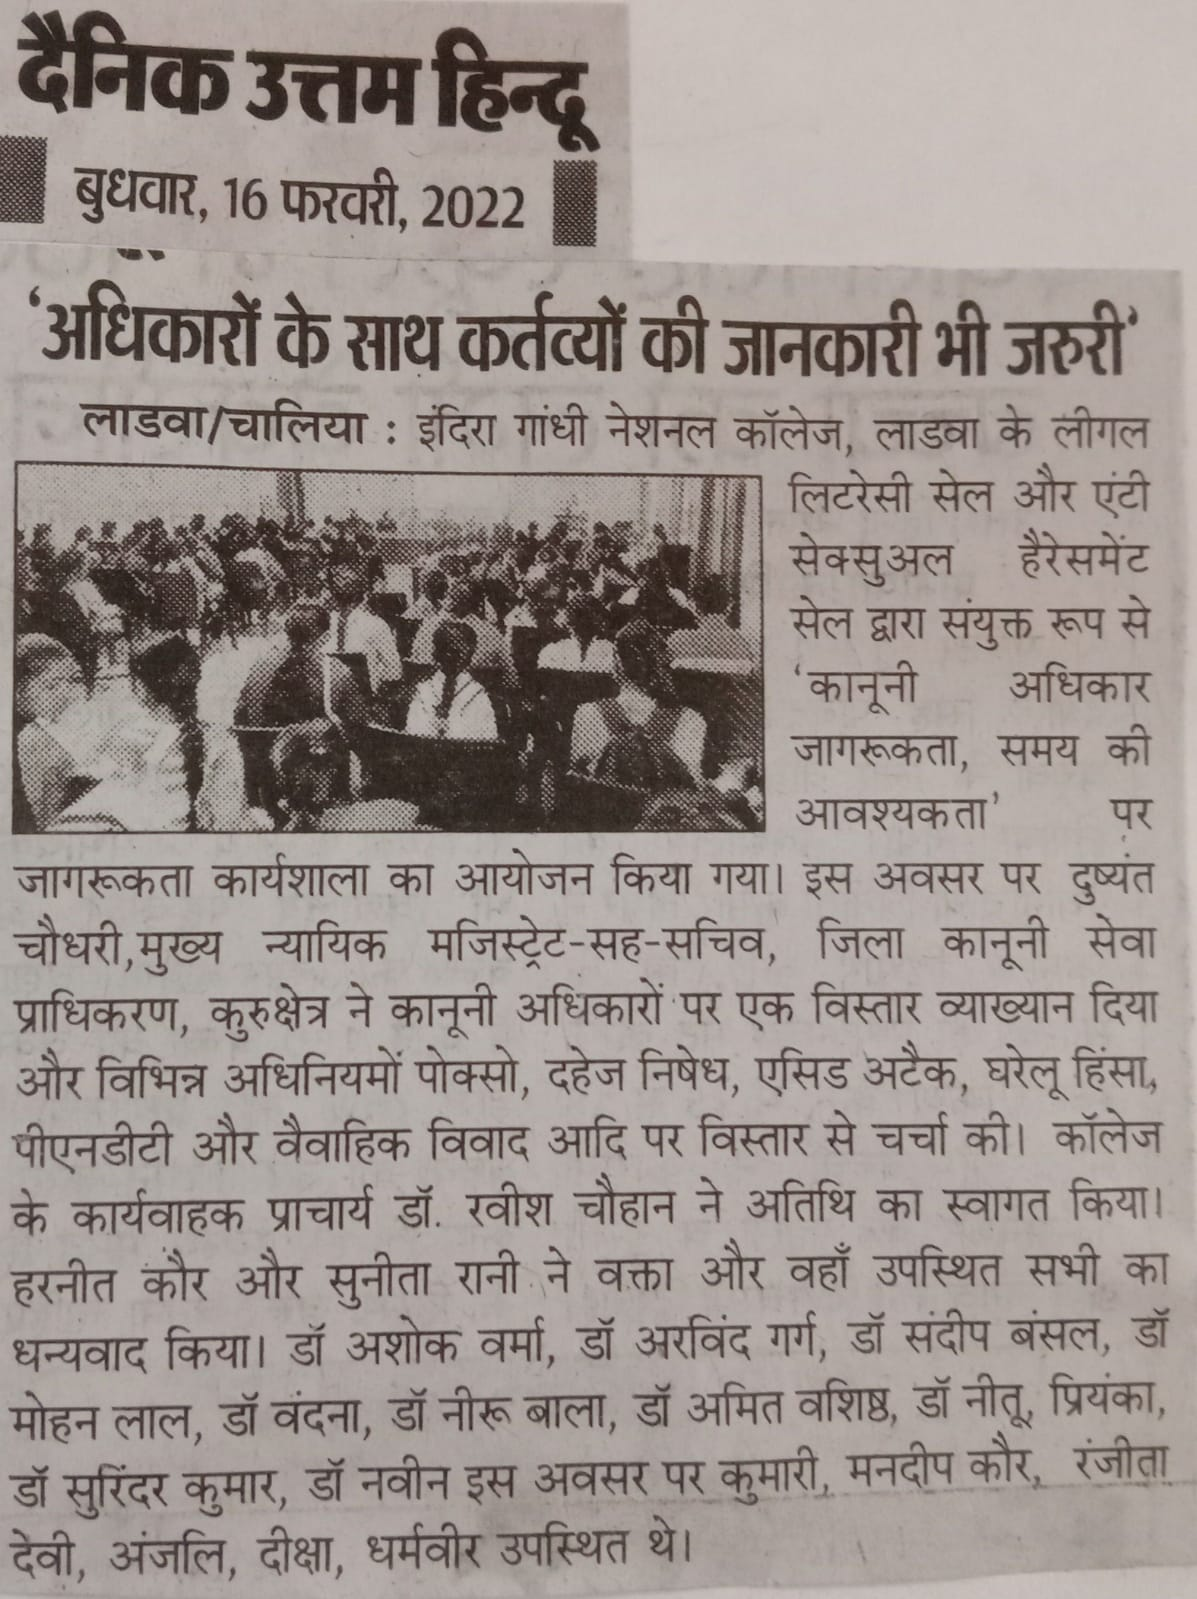 दैनिक उत्तम हिन्दू
बुधवार, 16 फरवरी, 2022
‘अधिकारों के साथ कर्तव्यों की जानकारी भी जरुरी’
लाडवा/चालिया : इंदिरा गांधी नेशनल कॉलेज, लाडवा के लीगल
लिटरेसी सेल और एंटी
सेक्सुअल हैरेसमेंट
सेल द्वारा संयुक्त रूप से
‘कानूनी अधिकार
जागरूकता, समय की
आवश्यकता’ पर
जागरूकता कार्यशाला का आयोजन किया गया। इस अवसर पर दुष्यंत
चौधरी,मुख्य न्यायिक मजिस्ट्रेट-सह-सचिव, जिला कानूनी सेवा
प्राधिकरण, कुरुक्षेत्र ने कानूनी अधिकारों पर एक विस्तार व्याख्यान दिया
और विभिन्न अधिनियमों पोक्सो, दहेज निषेध, एसिड अटैक, घरेलू हिंसा,
पीएनडीटी और वैवाहिक विवाद आदि पर विस्तार से चर्चा की। कॉलेज
के कार्यवाहक प्राचार्य डॉ. रवीश चौहान ने अतिथि का स्वागत किया।
हरनीत कौर और सुनीता रानी ने वक्ता और वहाँ उपस्थित सभी का
धन्यवाद किया। डॉ अशोक वर्मा, डॉ अरविंद गर्ग, डॉ संदीप बंसल, डॉ
मोहन लाल, डॉ वंदना, डॉ नीरू बाला, डॉ अमित वशिष्ठ, डॉ नीतू, प्रियंका,
डॉ सुरिंदर कुमार, डॉ नवीन इस अवसर पर कुमारी, मनदीप कौर, रंजीता
देवी, अंजलि, दीक्षा, धर्मवीर उपस्थित थे।